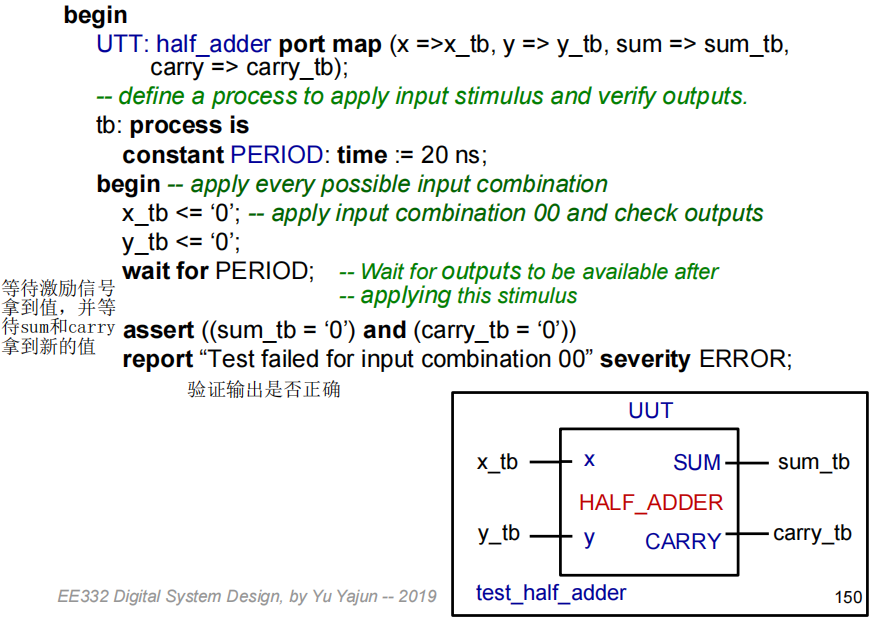 begin
UTT: half_adder port map (x =>x_tb, y => y_tb, sum => sum_tb,
carry => carry_tb);
-- define a process to apply input stimulus and verify outputs.
tb: process is
constant PERIOD: time := 20 ns;
begin -- apply every possible input combination
x_tb <= ‘0’; -- apply input combination 00 and check outputs
y_tb <= ‘0’;
wait for PERIOD; -- Wait for outputs to be available after
-- applying this stimulus
等待激励信号
拿到值，并等
待sum和carry
拿到新的值
assert ((sum_tb = ‘0’) and (carry_tb = ‘0’))
report “Test failed for input combination 00” severity ERROR;
验证输出是否正确
UUT
x_tb x SUM sum_tb
HALF_ADDER
y_tb y CARRY carry_tb
test_half_adder
EE332 Digital System Design, by Yu Yajun -- 2019
150